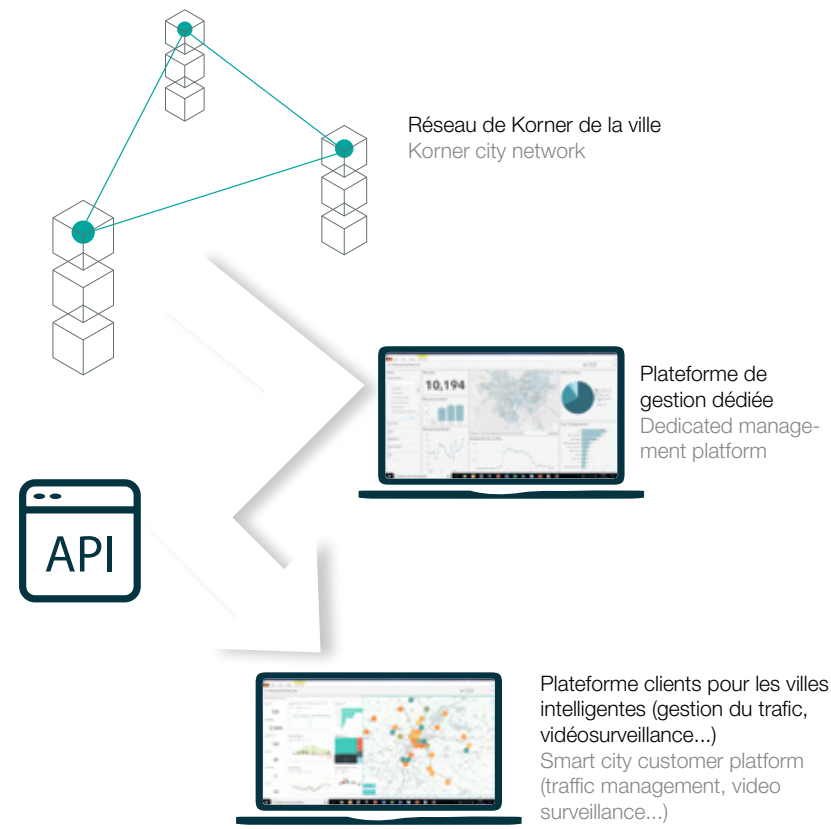 Réseau de Korner de la ville
Korner city network
10,194
Plateforme de
gestion dédiée
Dedicated manage-
ment platform
API
Plateforme clients pour les villes
intelligentes (gestion du trafic,
vidéosurveillance...)
Smart city customer platform
(traffic management, video
surveillance...)